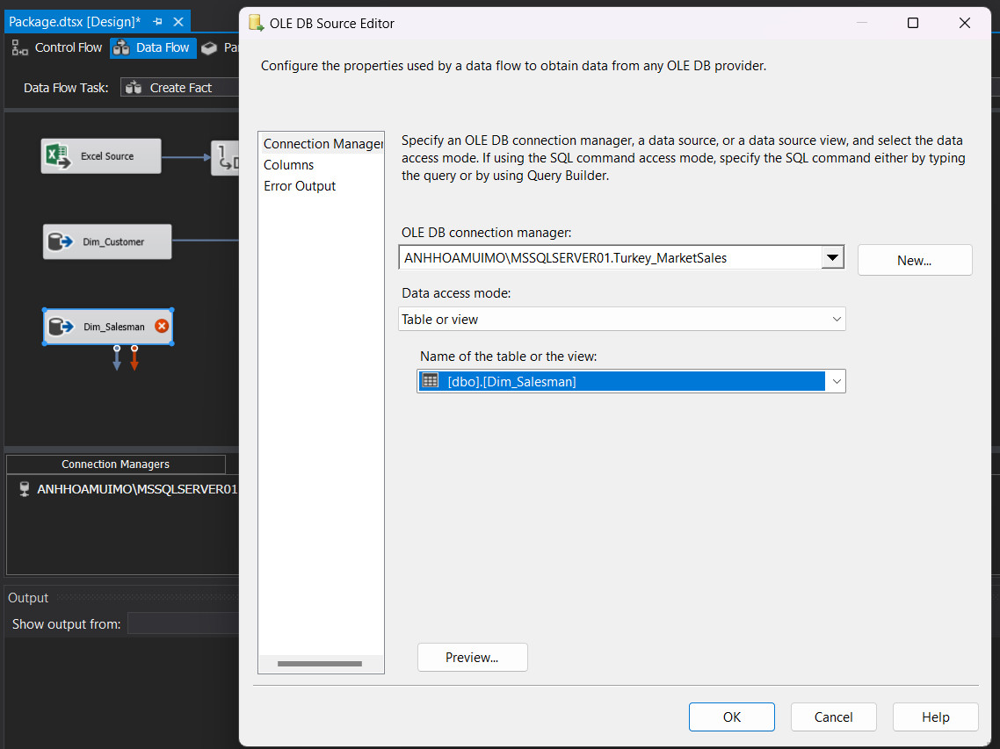 Package.dtsx [Design]*
Control Flow
Data Flow
Data Flow Task:
Create Fact
Excel Source
Dim_Customer
Dim_Salesman
Connection Managers
ANHHOAMUIMO\MSSQLSERVER01
Output
Show output from:
OLE DB Source Editor
Configure the properties used by a data flow to obtain data from any OLE DB provider.
Connection Manager
Columns
Error Output
Specify an OLE DB connection manager, a data source, or a data source view, and select the data
access mode. If using the SQL command access mode, specify the SQL command either by typing
the query or by using Query Builder.
OLE DB connection manager:
ANHHOAMUIMO\MSSQLSERVER01.Turkey_MarketSales
New...
Data access mode:
Table or view
Name of the table or the view:
[dbo].[Dim_Salesman]
Preview...
OK
Cancel
Help